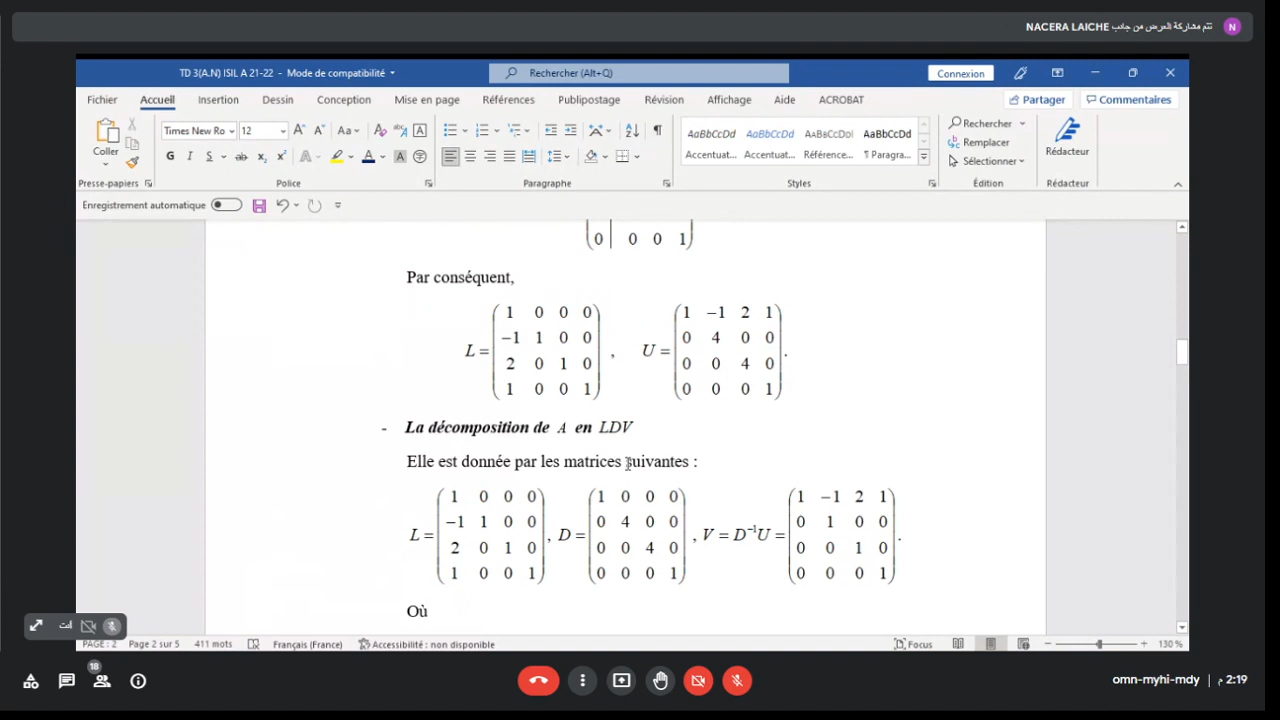 تتم مشاركة العرض من جانب NACERA LAICHE
N
TD 3(A.N) ISIL A 21-22 - Mode de compatibilité
Rechercher (Alt+Q)
Connexion
Fichier Accueil Insertion Dessin Conception Mise en page Références Publipostage Révision Affichage Aide ACROBAT
Partager Commentaires
Coller
Times New Ro 12
G I S
AaBbCcDd AaBbCcDd AaBbCcDd AaBbCcDd
Accentuat... Accentuat... Référence... ¶ Paragra...
Rechercher
Remplacer
Sélectionner
Rédacteur
Presse-papiers Police Paragraphe Styles Édition Rédacteur
Enregistrement automatique
0 | 0 0 1
Par conséquent,
L = ( 1 0 0 0 ; −1 1 0 0 ; 2 0 1 0 ; 1 0 0 1 ) , U = ( 1 −1 2 1 ; 0 4 0 0 ; 0 0 4 0 ; 0 0 0 1 ).
- La décomposition de A en LDV
Elle est donnée par les matrices suivantes :
L = ( 1 0 0 0 ; −1 1 0 0 ; 2 0 1 0 ; 1 0 0 1 ) , D = ( 1 0 0 0 ; 0 4 0 0 ; 0 0 4 0 ; 0 0 0 1 ) , V = D⁻¹U = ( 1 −1 2 1 ; 0 1 0 0 ; 0 0 1 0 ; 0 0 0 1 ).
Où
انت
PAGE : 2 Page 2 sur 5 411 mots Français (France) Accessibilité : non disponible Focus 130 %
18
omn-myhi-mdy | 2:19 م